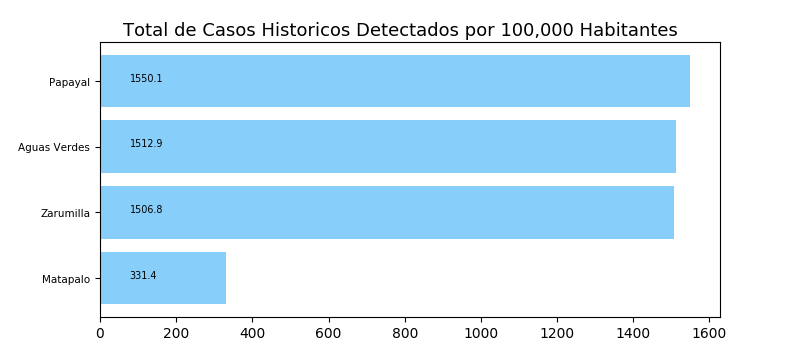 Total de Casos Historicos Detectados por 100,000 Habitantes
Papayal
1550.1
Aguas Verdes
1512.9
Zarumilla
1506.8
Matapalo
331.4
0 200 400 600 800 1000 1200 1400 1600